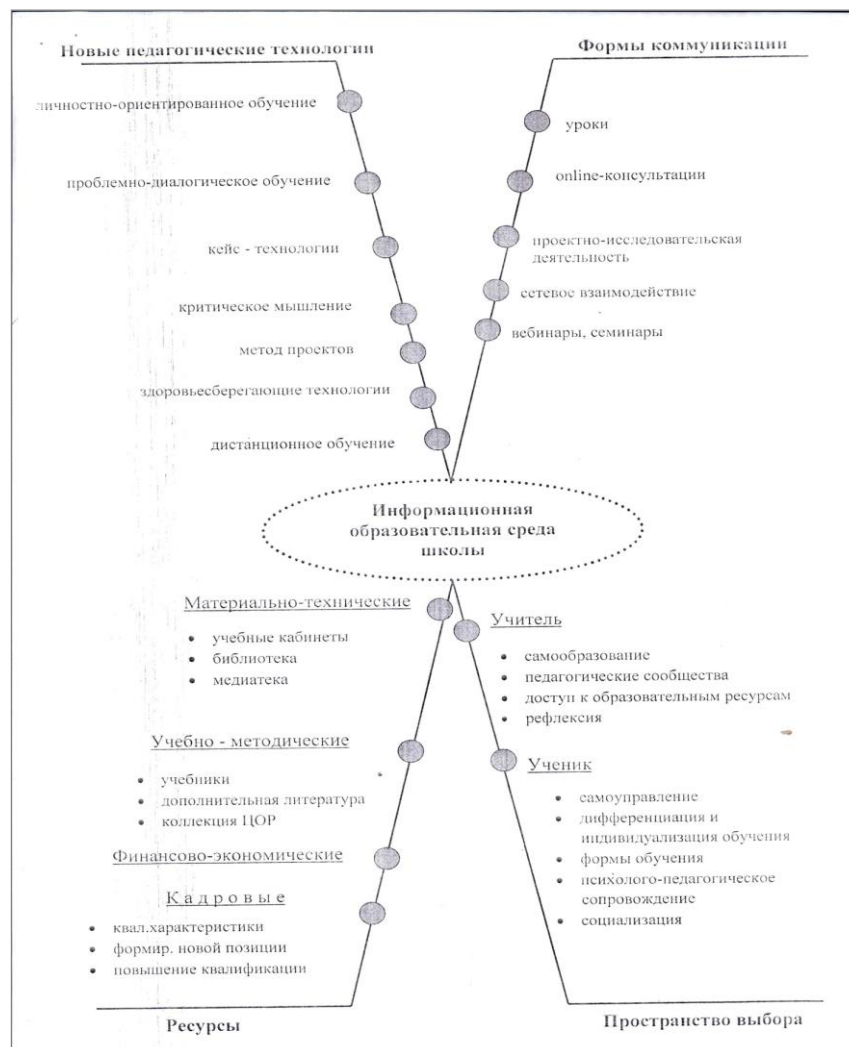 Новые педагогические технологии
личностно-ориентированное обучение
проблемно-диалогическое обучение
кейс - технологии
критическое мышление
метод проектов
здоровьесберегающие технологии
дистанционное обучение
Формы коммуникации
уроки
online-консультации
проектно-исследовательская
деятельность
сетевое взаимодействие
вебинары, семинары
Информационная
образовательная среда
школы
Материально-технические
• учебные кабинеты
• библиотека
• медиатека
Учебно - методические
• учебники
• дополнительная литература
• коллекция ЦОР
Финансово-экономические
К а д р о в ы е
• квал.характеристики
• формир. новой позиции
• повышение квалификации
Ресурсы
Учитель
• самообразование
• педагогические сообщества
• доступ к образовательным ресурсам
• рефлексия
Ученик
• самоуправление
• дифференциация и
индивидуализация обучения
• формы обучения
• психолого-педагогическое
сопровождение
• социализация
Пространство выбора